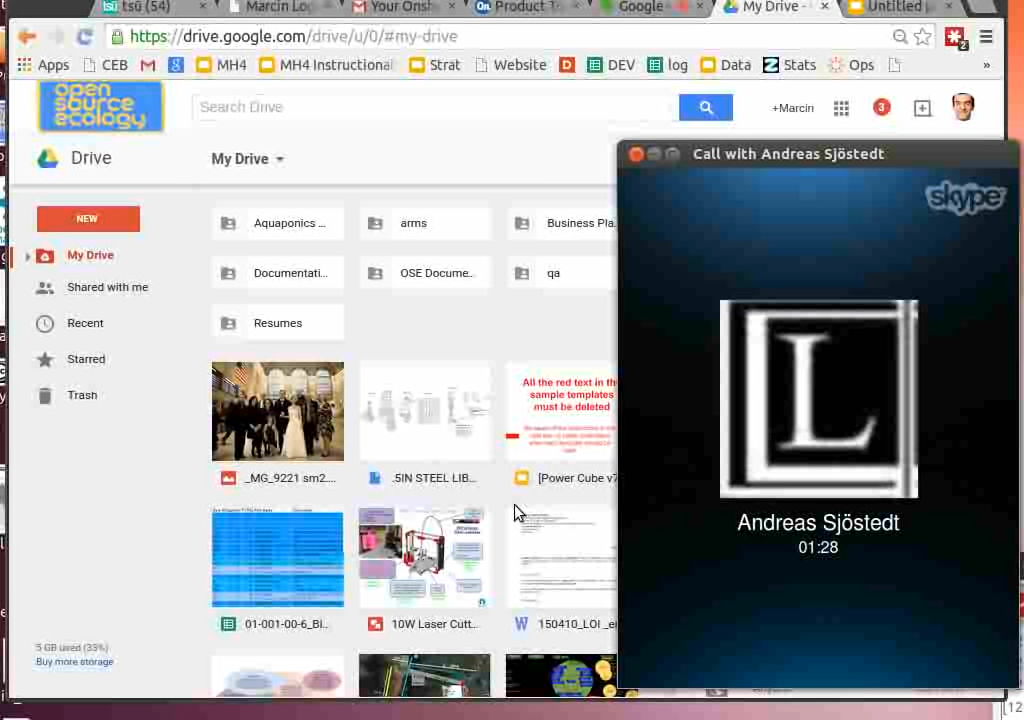 tsū (54)
Marcin Lo
Your Onsh
Product T
Google
My Drive -
Untitled p
https://drive.google.com/drive/u/0/#my-drive
Apps CEB MH4 MH4 Instructional Strat Website DEV log Data Stats Ops »
open source ecology
Search Drive
+Marcin
3
Drive
My Drive
Call with Andreas Sjöstedt
skype
NEW
My Drive
Shared with me
Recent
Starred
Trash
Aquaponics ...
arms
Business Pla
Documentati...
OSE Docume...
qa
Resumes
All the red text in th
sample templates
must be deleted
_MG_9221 sm2....
.5IN STEEL LIB...
[Power Cube v7
L
Andreas Sjöstedt
01:28
01-001-00-6_Bi...
10W Laser Cutt...
150410_LOI _ei
5 GB used (33%)
Buy more storage
[12